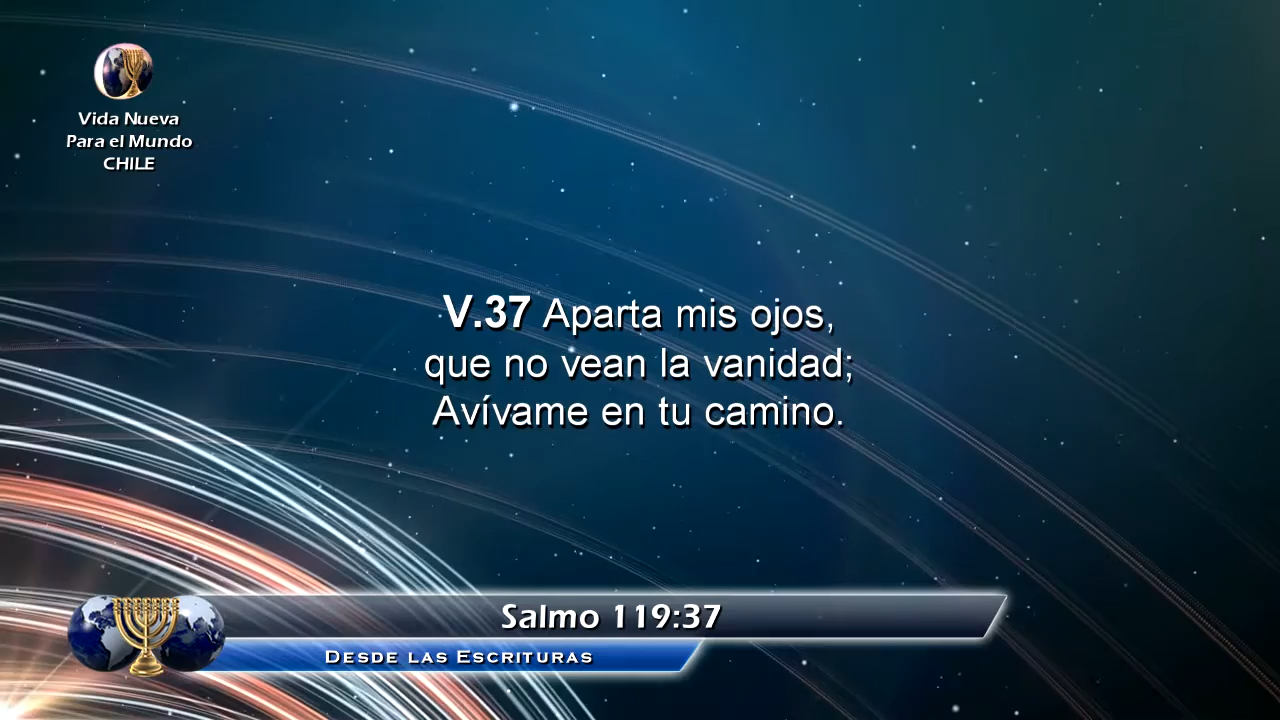 Vida Nueva
Para el Mundo
CHILE
V.37 Aparta mis ojos,
que no vean la vanidad;
Avívame en tu camino.
Salmo 119:37
Desde las Escrituras